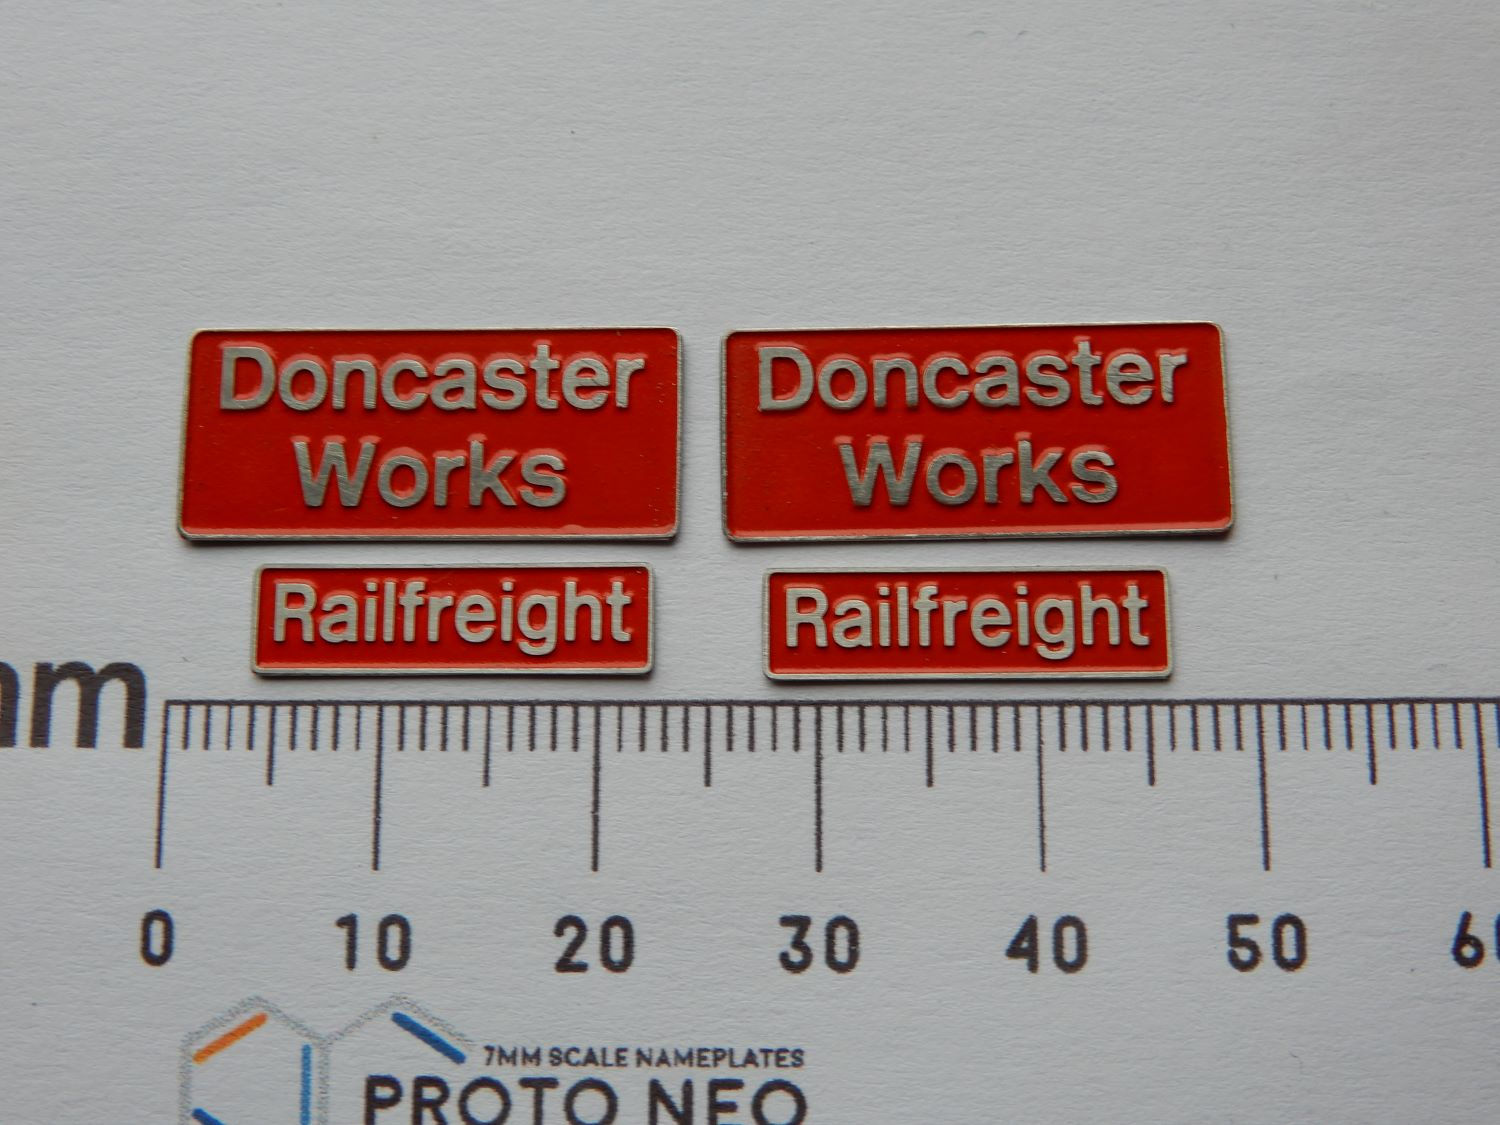 Doncaster
Works
Doncaster
Works
Railfreight
Railfreight
mm
0 10 20 30 40 50
7MM SCALE NAMEPLATES
PROTO NEO